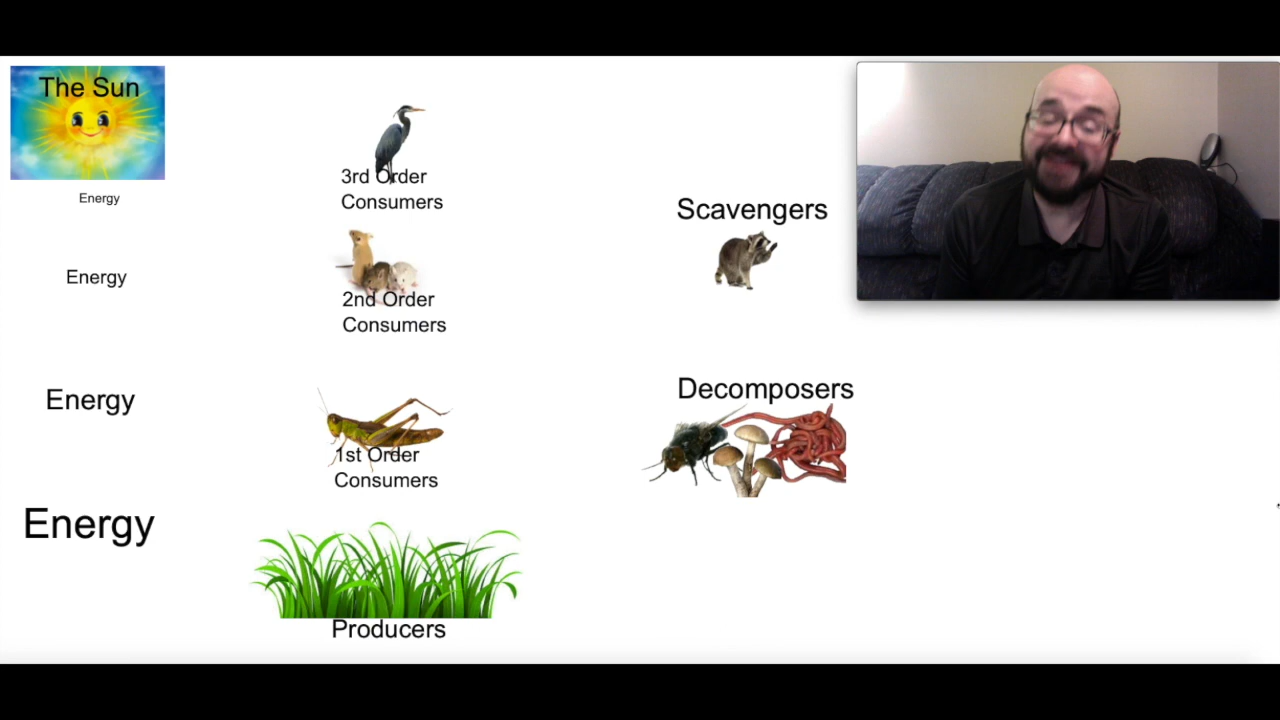 The Sun
Energy
Energy
Energy
Energy
3rd Order
Consumers
2nd Order
Consumers
1st Order
Consumers
Producers
Scavengers
Decomposers